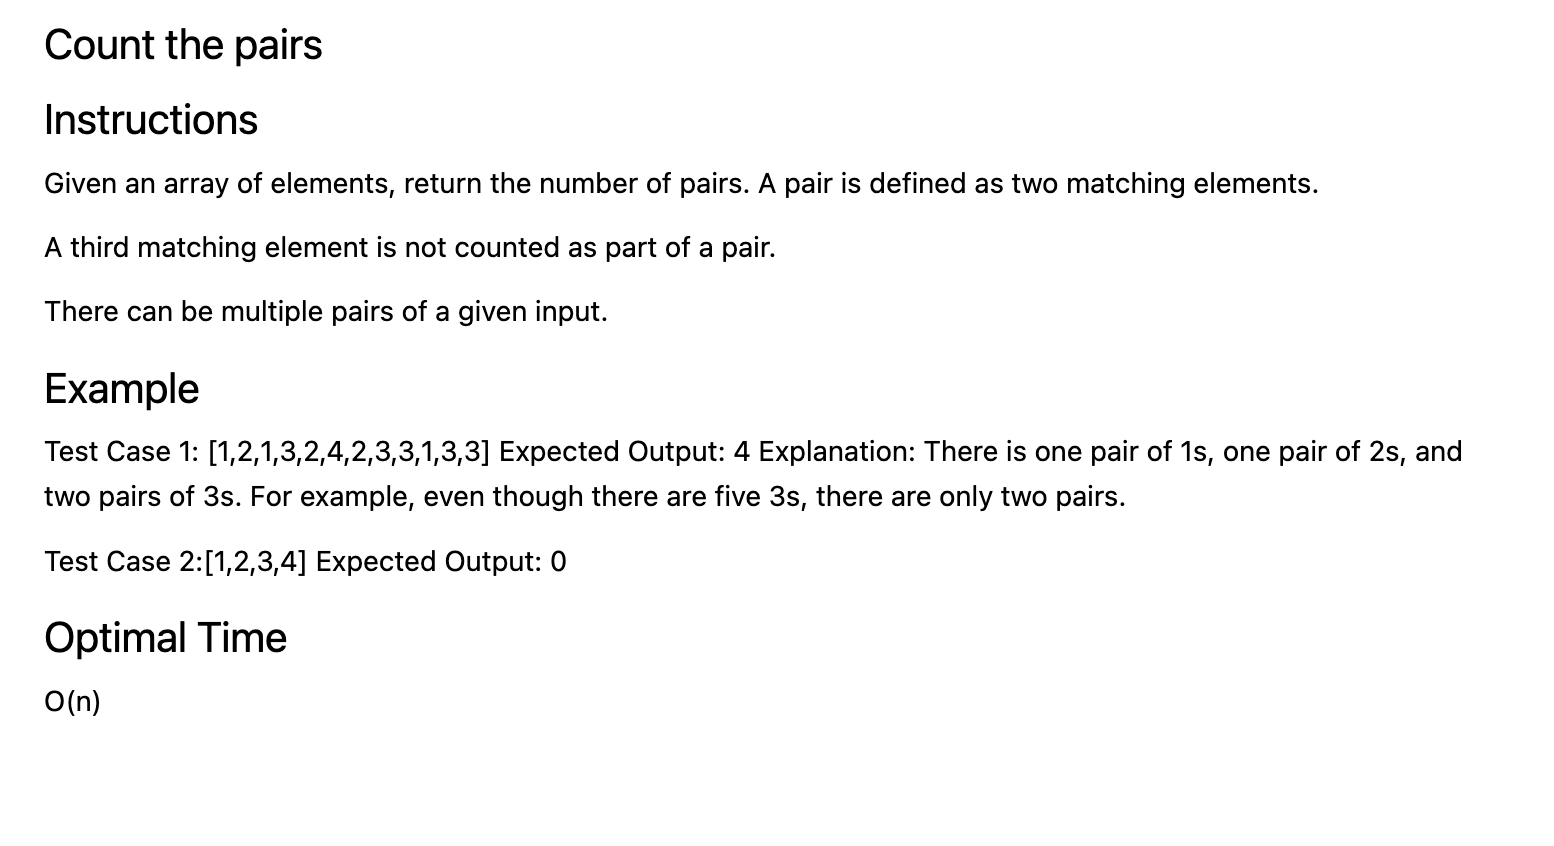 Count the pairs
Instructions
Given an array of elements, return the number of pairs. A pair is defined as two matching elements.
A third matching element is not counted as part of a pair.
There can be multiple pairs of a given input.
Example
Test Case 1: [1,2,1,3,2,4,2,3,3,1,3,3] Expected Output: 4 Explanation: There is one pair of 1s, one pair of 2s, and
two pairs of 3s. For example, even though there are five 3s, there are only two pairs.
Test Case 2:[1,2,3,4] Expected Output: 0
Optimal Time
O(n)